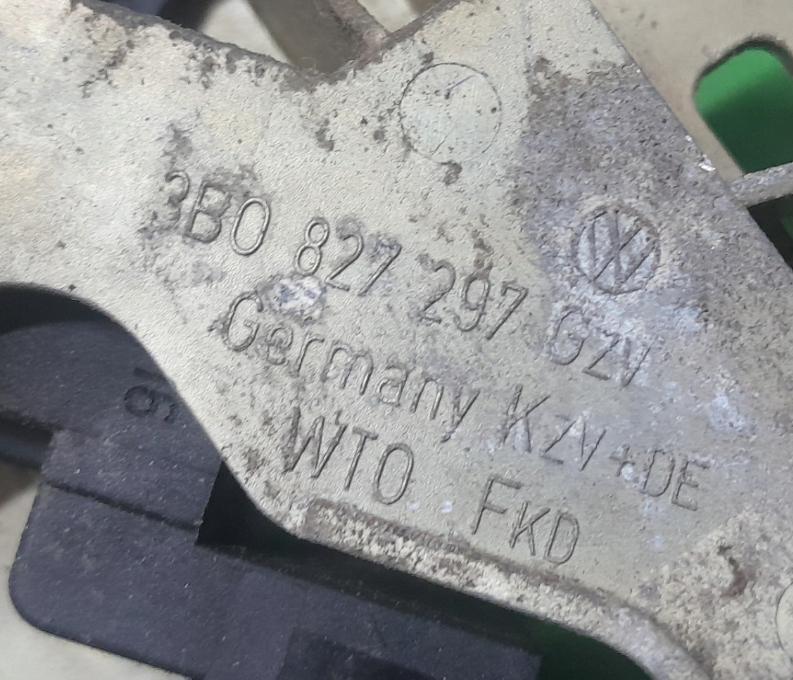 3B0 827 297 GZV
Germany KZV+DE
WTO FKD